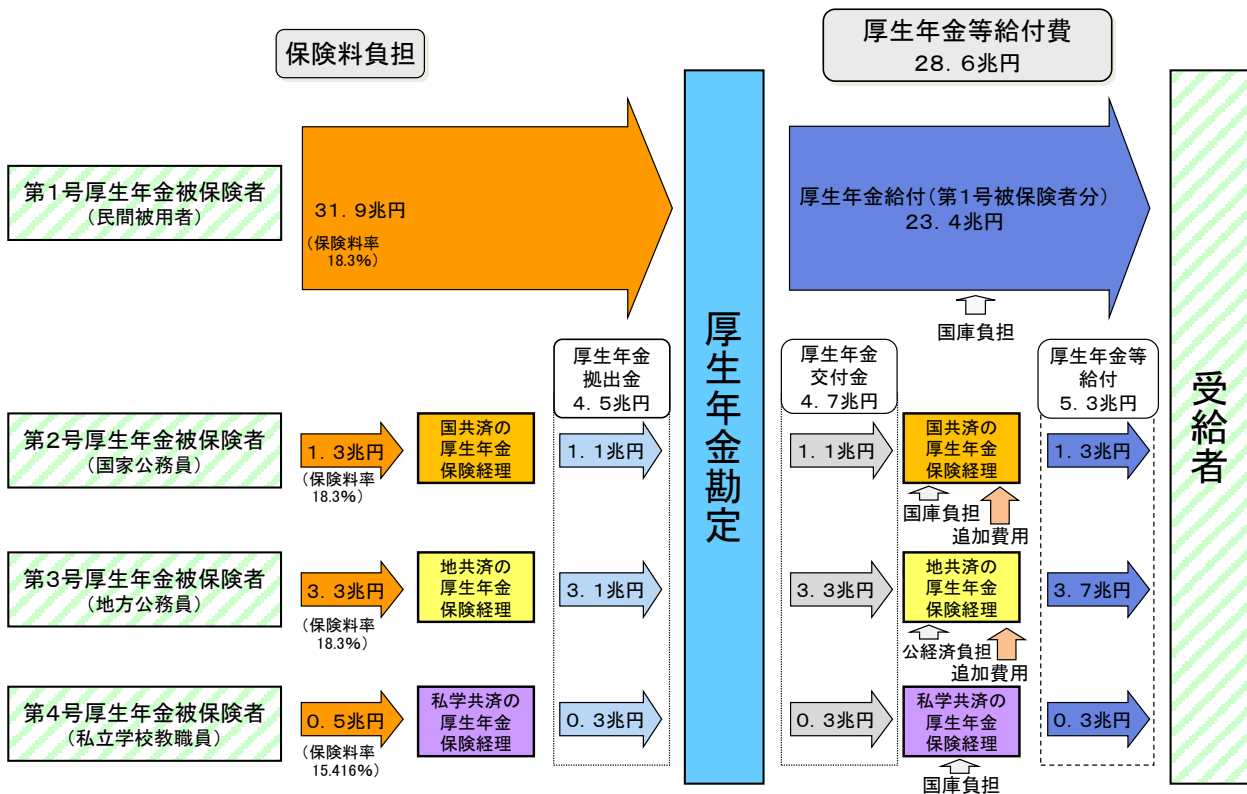 保険料負担
厚生年金等給付費
28.6兆円
第1号厚生年金被保険者
(民間被用者)
31.9兆円
(保険料率
18.3%)
厚生年金勘定
厚生年金給付(第1号被保険者分)
23.4兆円
国庫負担
受給者
厚生年金
拠出金
4.5兆円
厚生年金
交付金
4.7兆円
厚生年金等
給付
5.3兆円
第2号厚生年金被保険者
(国家公務員)
1.3兆円
(保険料率
18.3%)
国共済の
厚生年金
保険経理
1.1兆円
1.1兆円
国共済の
厚生年金
保険経理
国庫負担
追加費用
1.3兆円
第3号厚生年金被保険者
(地方公務員)
3.3兆円
(保険料率
18.3%)
地共済の
厚生年金
保険経理
3.1兆円
3.3兆円
地共済の
厚生年金
保険経理
公経済負担
追加費用
3.7兆円
第4号厚生年金被保険者
(私立学校教職員)
0.5兆円
(保険料率
15.416%)
私学共済の
厚生年金
保険経理
0.3兆円
0.3兆円
私学共済の
厚生年金
保険経理
国庫負担
0.3兆円